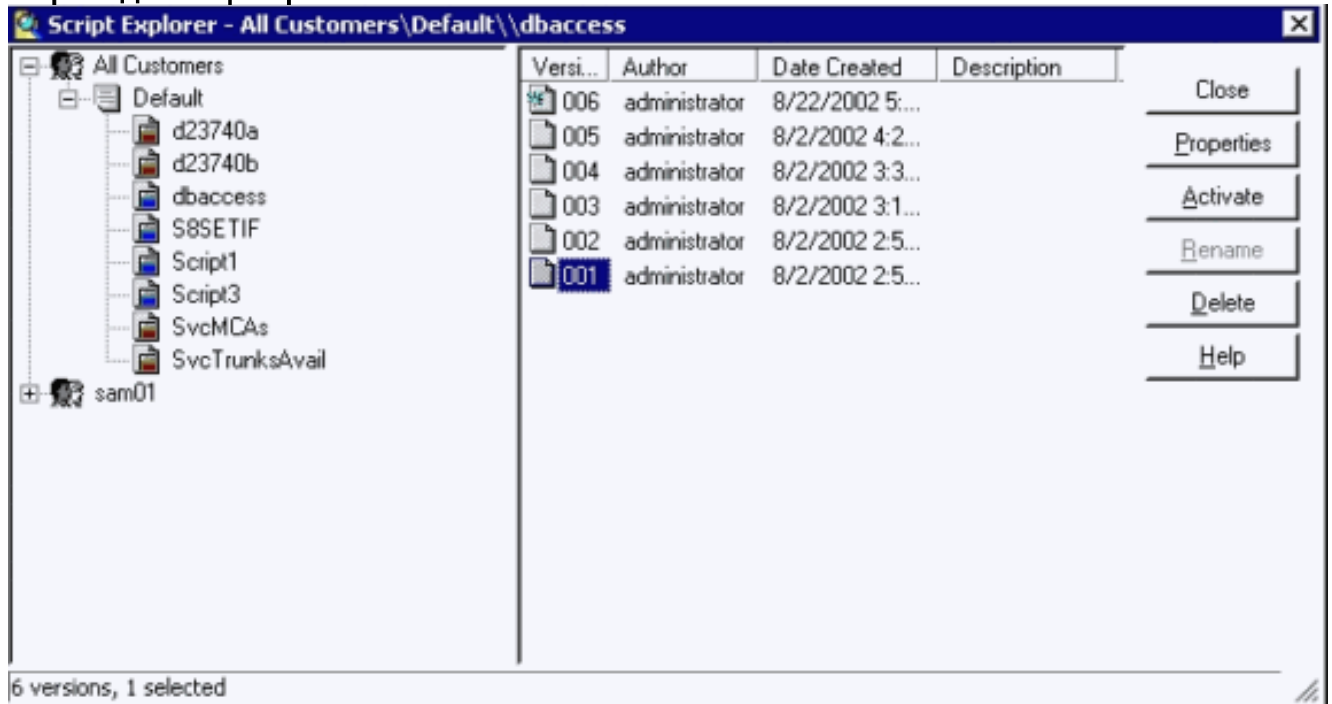 Script Explorer - All Customers\Default\\dbaccess
All Customers
Default
d23740a
d23740b
dbaccess
S8SETIF
Script1
Script3
SvcMCAs
SvcTrunksAvail
sam01
Versi... Author Date Created Description
006 administrator 8/22/2002 5:...
005 administrator 8/2/2002 4:2...
004 administrator 8/2/2002 3:3...
003 administrator 8/2/2002 3:1...
002 administrator 8/2/2002 2:5...
001 administrator 8/2/2002 2:5...
Close
Properties
Activate
Rename
Delete
Help
6 versions, 1 selected